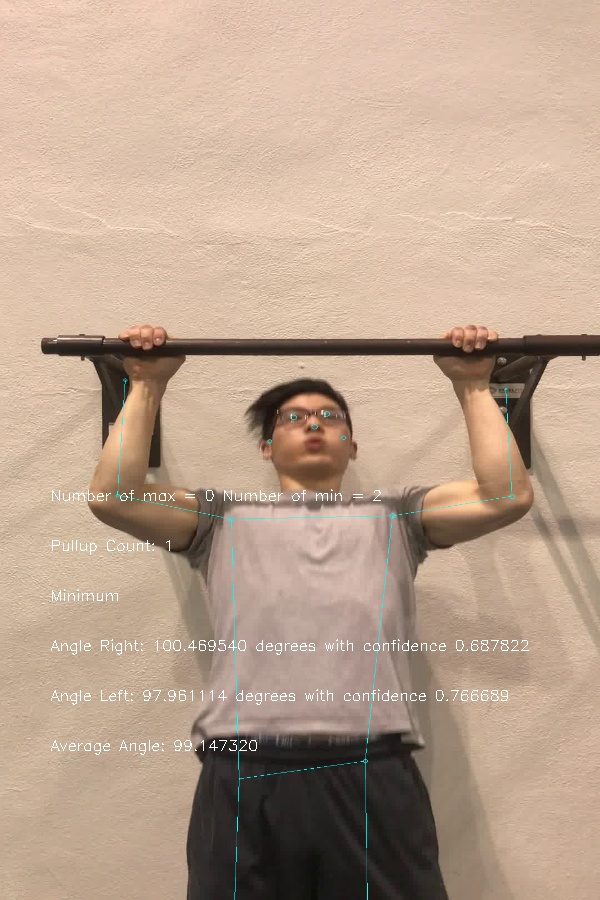 Number of max = 0 Number of min = 2
Pullup Count: 1
Minimum
Angle Right: 100.469540 degrees with confidence 0.687822
Angle Left: 97.961114 degrees with confidence 0.766689
Average Angle: 99.147320